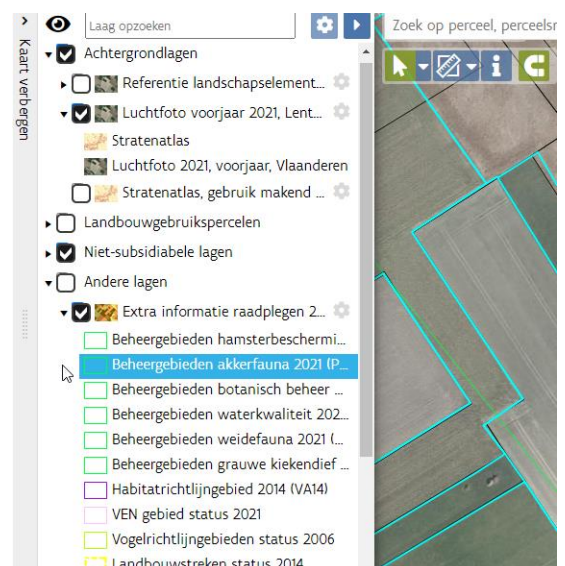 Kaart verbergen
Laag opzoeken
Zoek op perceel, perceelsn
Achtergrondlagen
Referentie landschapselement...
Luchtfoto voorjaar 2021, Lent...
Stratenatlas
Luchtfoto 2021, voorjaar, Vlaanderen
Stratenatlas, gebruik makend ...
Landbouwgebruikspercelen
Niet-subsidiabele lagen
Andere lagen
Extra informatie raadplegen 2...
Beheergebieden hamsterbeschermi...
Beheergebieden akkerfauna 2021 (P...
Beheergebieden botanisch beheer ...
Beheergebieden waterkwaliteit 202...
Beheergebieden weidefauna 2021 (...
Beheergebieden grauwe kiekendief ...
Habitatrichtlijngebied 2014 (VA14)
VEN gebied status 2021
Vogelrichtlijngebieden status 2006
Landbouwstreken status 2014